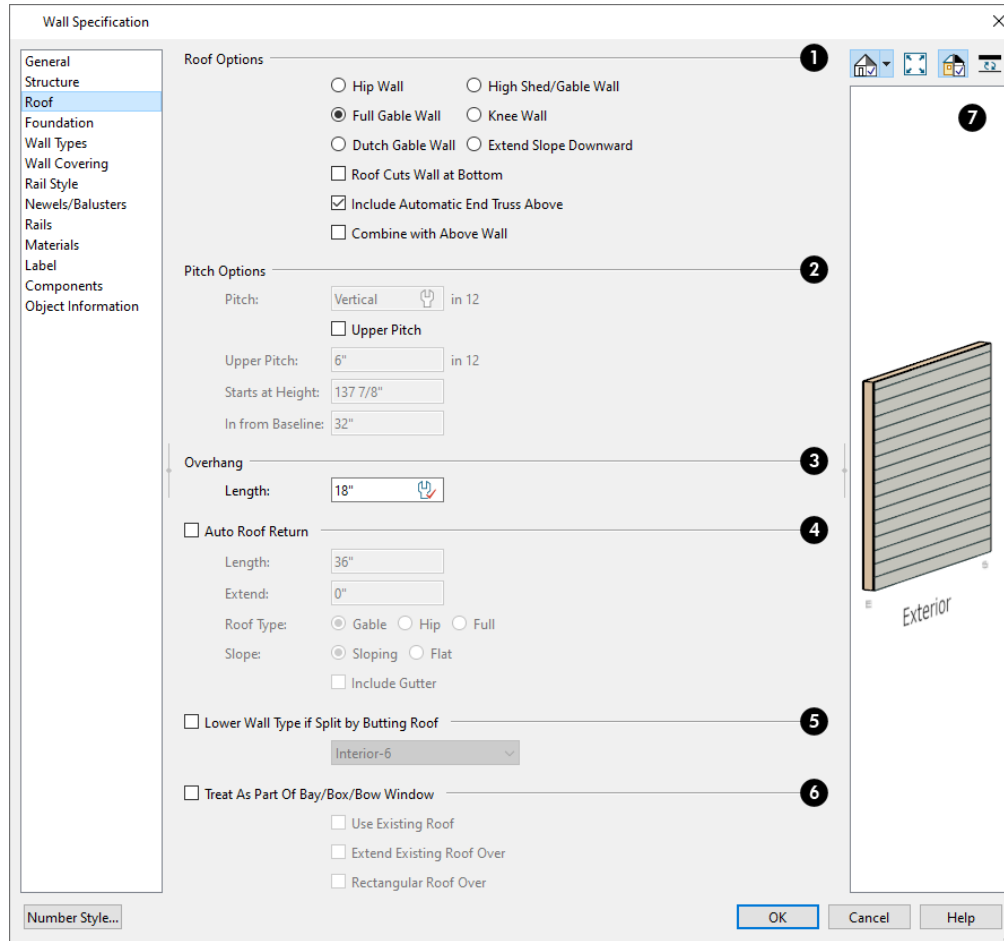 Wall Specification
General
Structure
Roof
Foundation
Wall Types
Wall Covering
Rail Style
Newels/Balusters
Rails
Materials
Label
Components
Object Information
Roof Options 1
Hip Wall High Shed/Gable Wall
Full Gable Wall Knee Wall
Dutch Gable Wall Extend Slope Downward
Roof Cuts Wall at Bottom
Include Automatic End Truss Above
Combine with Above Wall
Pitch Options 2
Pitch: Vertical in 12
Upper Pitch
Upper Pitch: 6" in 12
Starts at Height: 137 7/8"
In from Baseline: 32"
Overhang 3
Length: 18"
Auto Roof Return 4
Length: 36"
Extend: 0"
Roof Type: Gable Hip Full
Slope: Sloping Flat
Include Gutter
Lower Wall Type if Split by Butting Roof 5
Interior-6
Treat As Part Of Bay/Box/Bow Window 6
Use Existing Roof
Extend Existing Roof Over
Rectangular Roof Over
7
Exterior
Number Style... OK Cancel Help